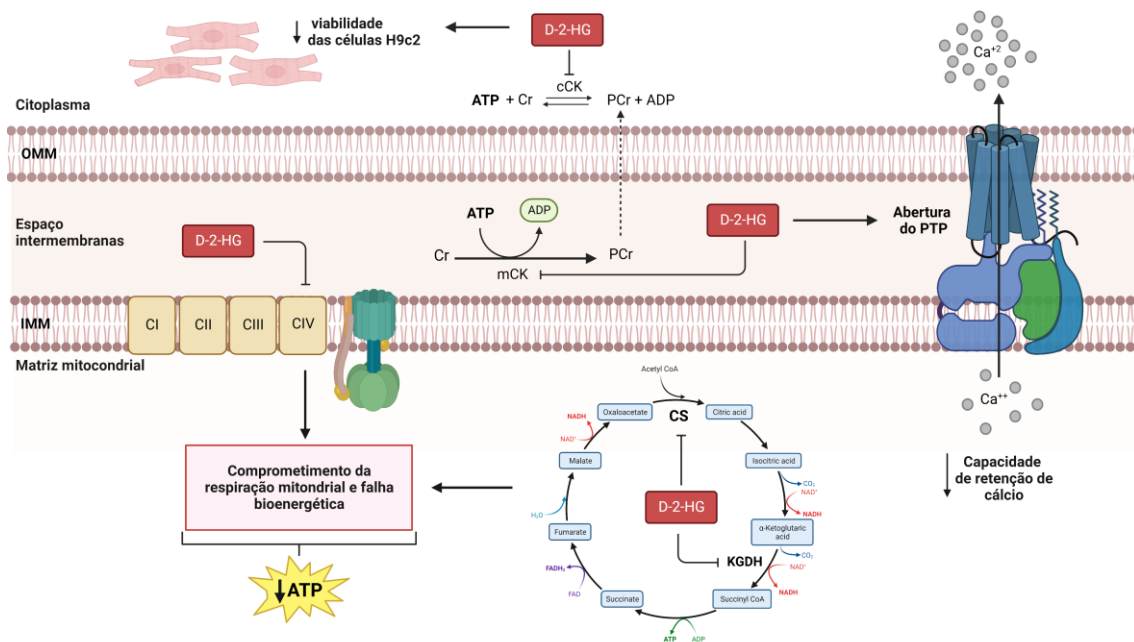 viabilidade
das células H9c2
D-2-HG
Ca+2
cCK
ATP + Cr
PCr + ADP
Citoplasma
OMM
Espaço
intermembranas
D-2-HG
ATP
ADP
Cr
mCK
PCr
D-2-HG
Abertura
do PTP
IMM
CI
CII
CIII
CIV
Matriz mitocondrial
Ca++
Acetyl CoA
Oxaloacetate
CS
Citric acid
NADH
NAD+
Malate
Isocitric acid
CO2
NAD+
NADH
Capacidade
de retenção de
cálcio
Comprometimento da
respiração mitondrial e falha
bioenergética
D-2-HG
H2O
Fumarate
α-Ketoglutaric
acid
CO2
KGDH
NAD+
NADH
FADH2
FAD
Succinate
Succinyl CoA
ATP
ADP
ATP